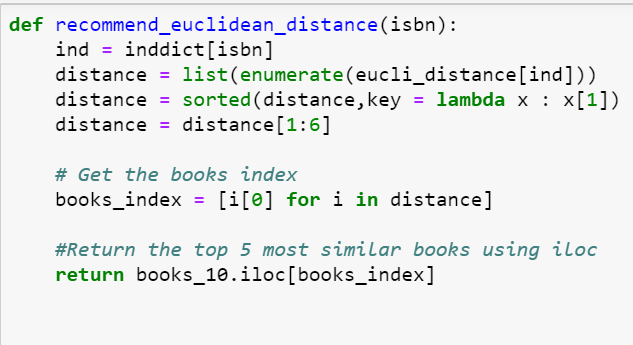 def recommend_euclidean_distance(isbn):
    ind = inddict[isbn]
    distance = list(enumerate(eucli_distance[ind]))
    distance = sorted(distance,key = lambda x : x[1])
    distance = distance[1:6]
    # Get the books index
    books_index = [i[0] for i in distance]
    #Return the top 5 most similar books using iloc
    return books_10.iloc[books_index]